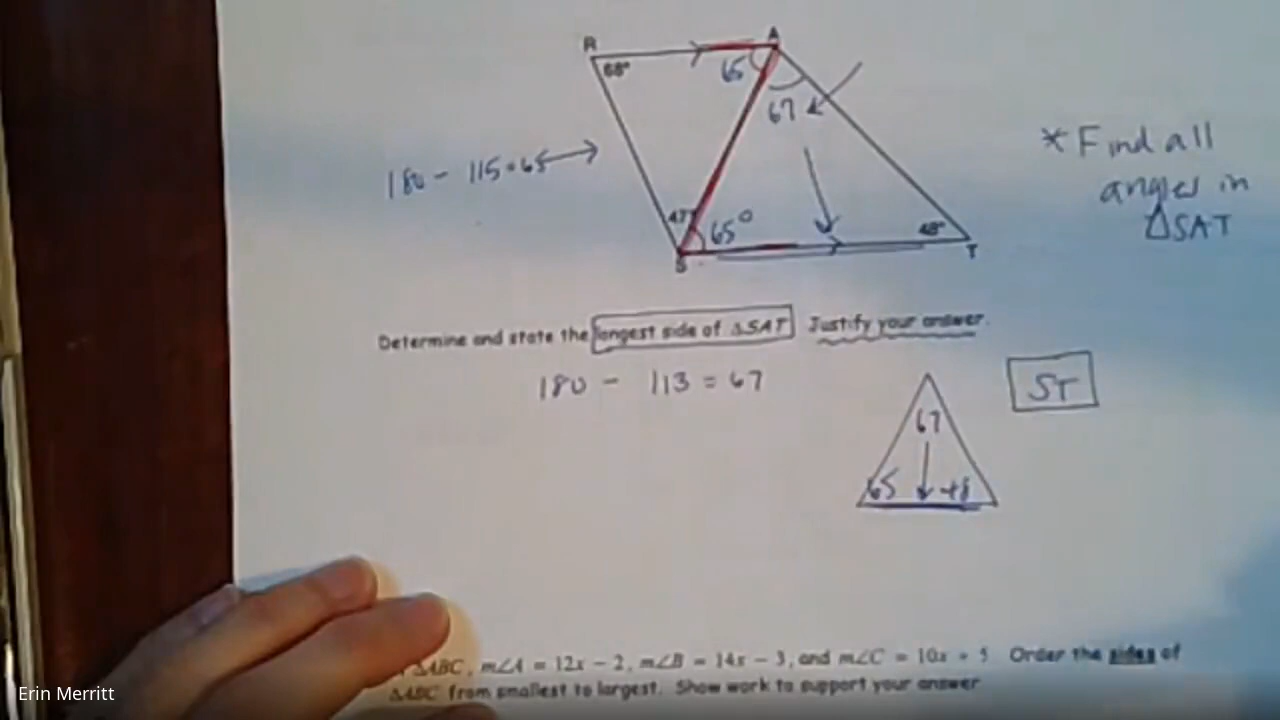 R
A
68°
65
67
180 - 115 = 65
47°
65°
48°
S
T
* Find all
angles in
△SAT
Determine and state the longest side of △SAT. Justify your answer.
180 - 113 = 67
ST
67
65 48
△ABC, m∠A = 12x - 2, m∠B = 14x - 3, and m∠C = 10x + 5 Order the sides of
△ABC from smallest to largest. Show work to support your answer
Erin Merritt